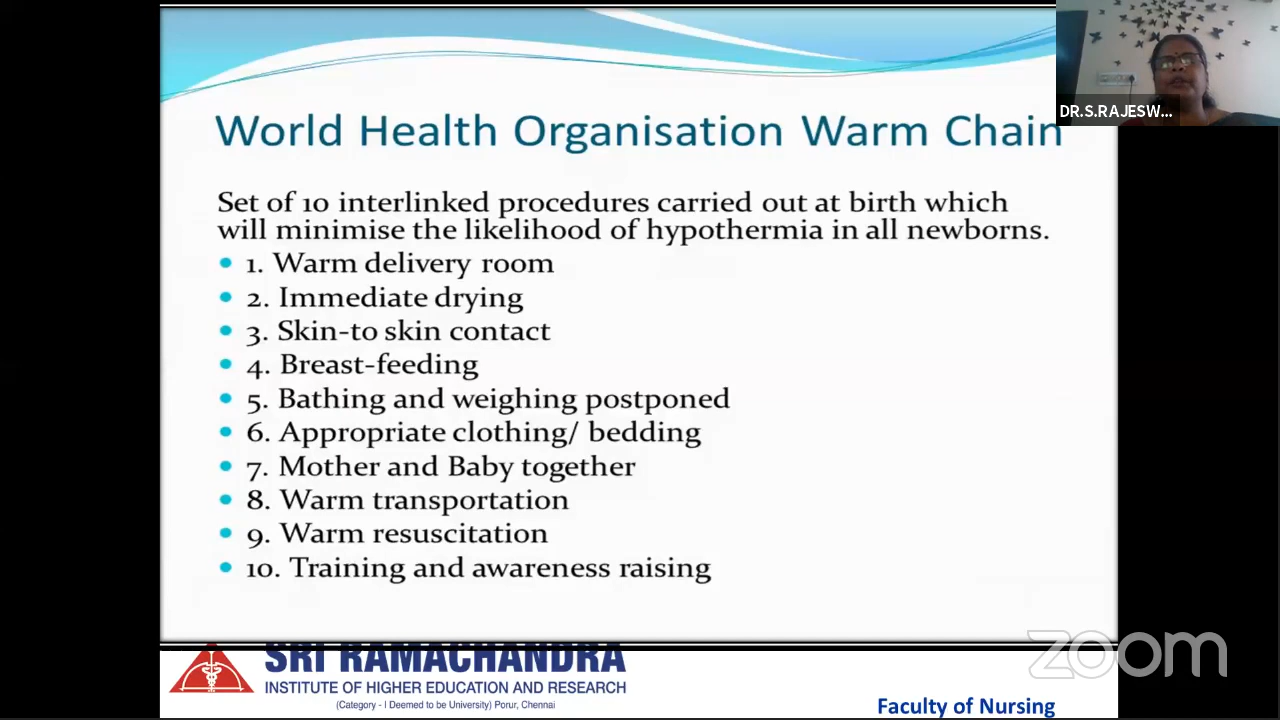 World Health Organisation Warm Chain
DR.S.RAJESW...
Set of 10 interlinked procedures carried out at birth which
will minimise the likelihood of hypothermia in all newborns.
• 1. Warm delivery room
• 2. Immediate drying
• 3. Skin-to skin contact
• 4. Breast-feeding
• 5. Bathing and weighing postponed
• 6. Appropriate clothing/ bedding
• 7. Mother and Baby together
• 8. Warm transportation
• 9. Warm resuscitation
• 10. Training and awareness raising
SRI RAMACHANDRA
INSTITUTE OF HIGHER EDUCATION AND RESEARCH
(Category - I Deemed to be University) Porur, Chennai
Faculty of Nursing
zoom